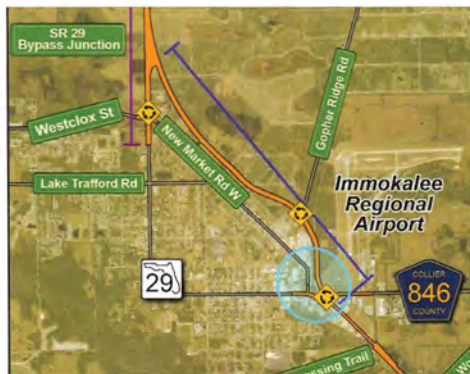 SR 29
Bypass Junction
Westclox St
New Market Rd W
Gopher Ridge Rd
Lake Trafford Rd
Immokalee
Regional
Airport
29
COLLIER
846
COUNTY
ssing Trail